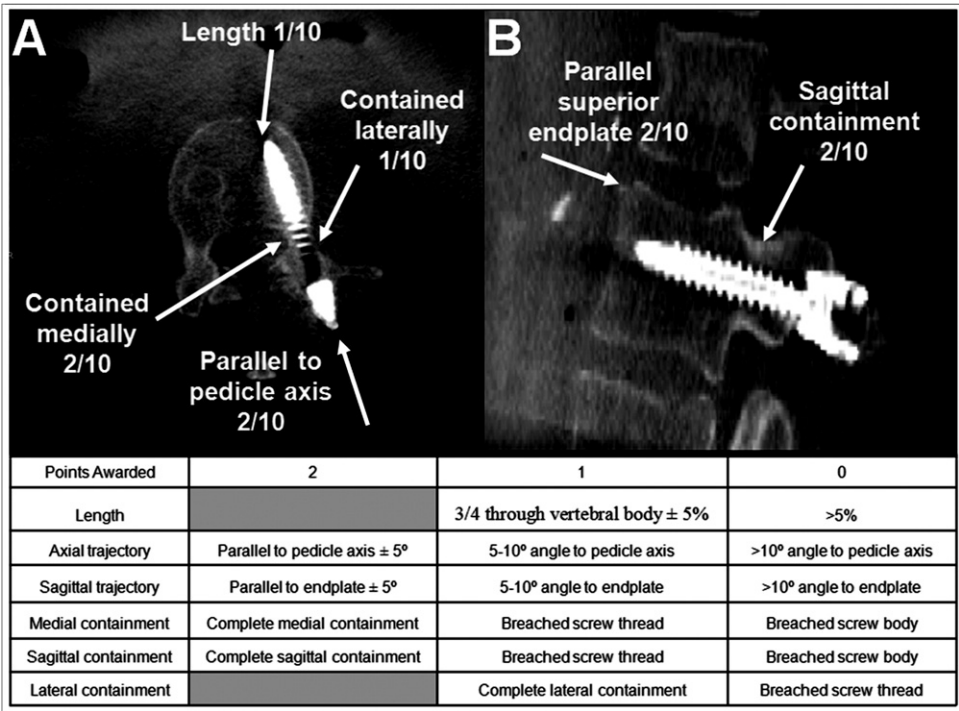 A
Length 1/10
Contained
laterally
1/10
Contained
medially
2/10
Parallel to
pedicle axis
2/10
B
Parallel
superior
endplate 2/10
Sagittal
containment
2/10
Points Awarded 2 1 0
Length 3/4 through vertebral body ± 5% >5%
Axial trajectory Parallel to pedicle axis ± 5º 5-10º angle to pedicle axis >10º angle to pedicle axis
Sagittal trajectory Parallel to endplate ± 5º 5-10º angle to endplate >10º angle to endplate
Medial containment Complete medial containment Breached screw thread Breached screw body
Sagittal containment Complete sagittal containment Breached screw thread Breached screw body
Lateral containment Complete lateral containment Breached screw thread